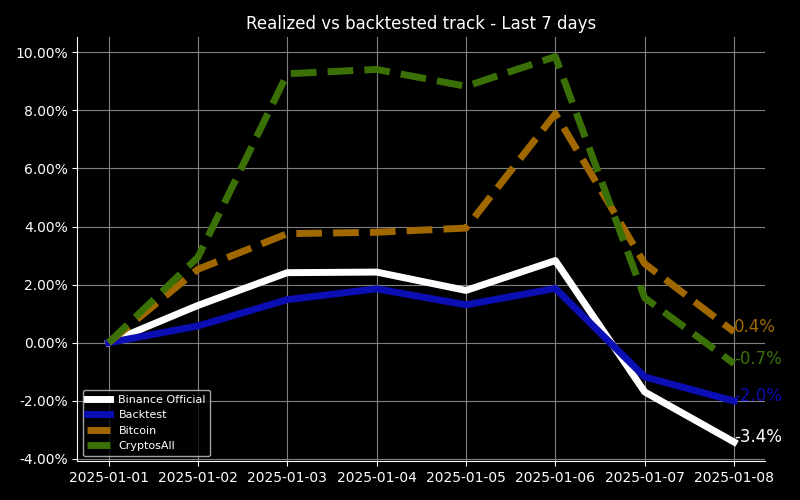 Realized vs backtested track - Last 7 days
10.00%
8.00%
6.00%
4.00%
2.00%
0.00%
-2.00%
-4.00%
0.4%
-0.7%
-2.0%
-3.4%
Binance Official
Backtest
Bitcoin
CryptosAll
2025-01-01 2025-01-02 2025-01-03 2025-01-04 2025-01-05 2025-01-06 2025-01-07 2025-01-08